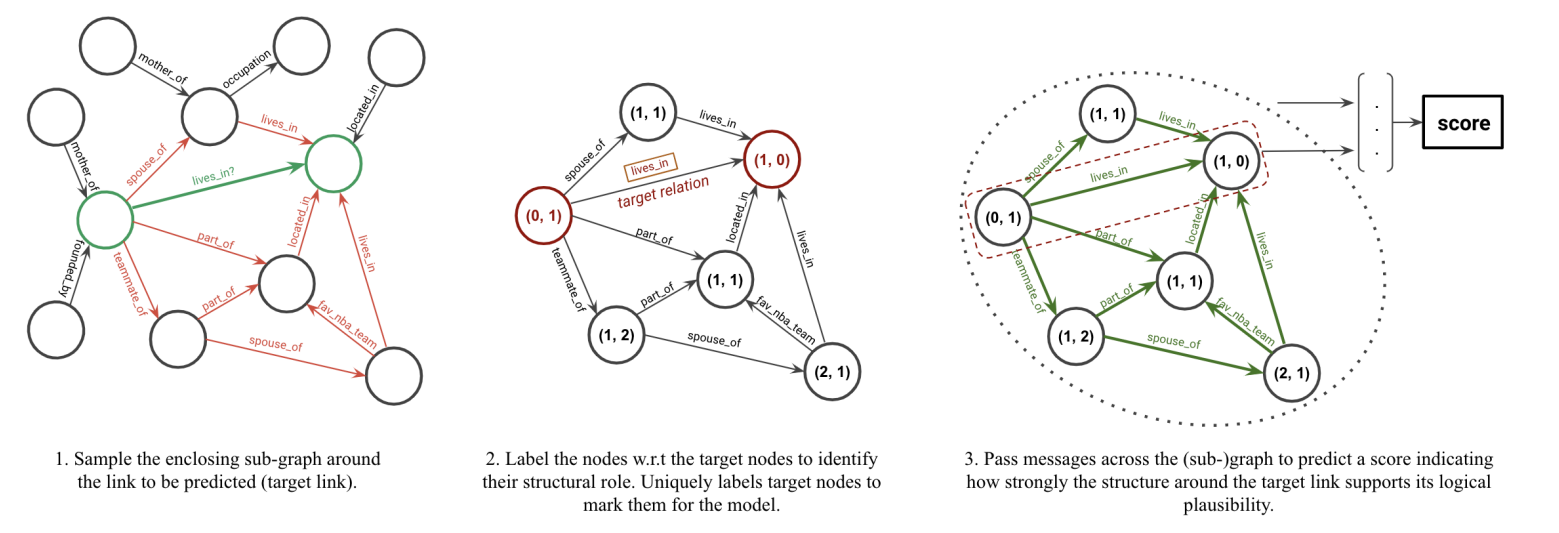 mother_of
occupation
located_in
lives_in
mother_of
spouse_of
lives_in?
founded_by
part_of
located_in
lives_in
teammate_of
part_of
fav_nba_team
spouse_of
1. Sample the enclosing sub-graph around
the link to be predicted (target link).
(1, 1)
lives_in
spouse_of
lives_in
(1, 0)
target relation
(0, 1)
located_in
part_of
lives_in
teammate_of
(1, 1)
part_of
fav_nba_team
(1, 2)
spouse_of
(2, 1)
2. Label the nodes w.r.t the target nodes to identify
their structural role. Uniquely labels target nodes to
mark them for the model.
(1, 1)
lives_in
spouse_of
(1, 0)
lives_in
(0, 1)
located_in
part_of
lives_in
teammate_of
(1, 1)
part_of
fav_nba_team
(1, 2)
spouse_of
(2, 1)
.
.
.
score
3. Pass messages across the (sub-)graph to predict a score indicating
how strongly the structure around the target link supports its logical
plausibility.